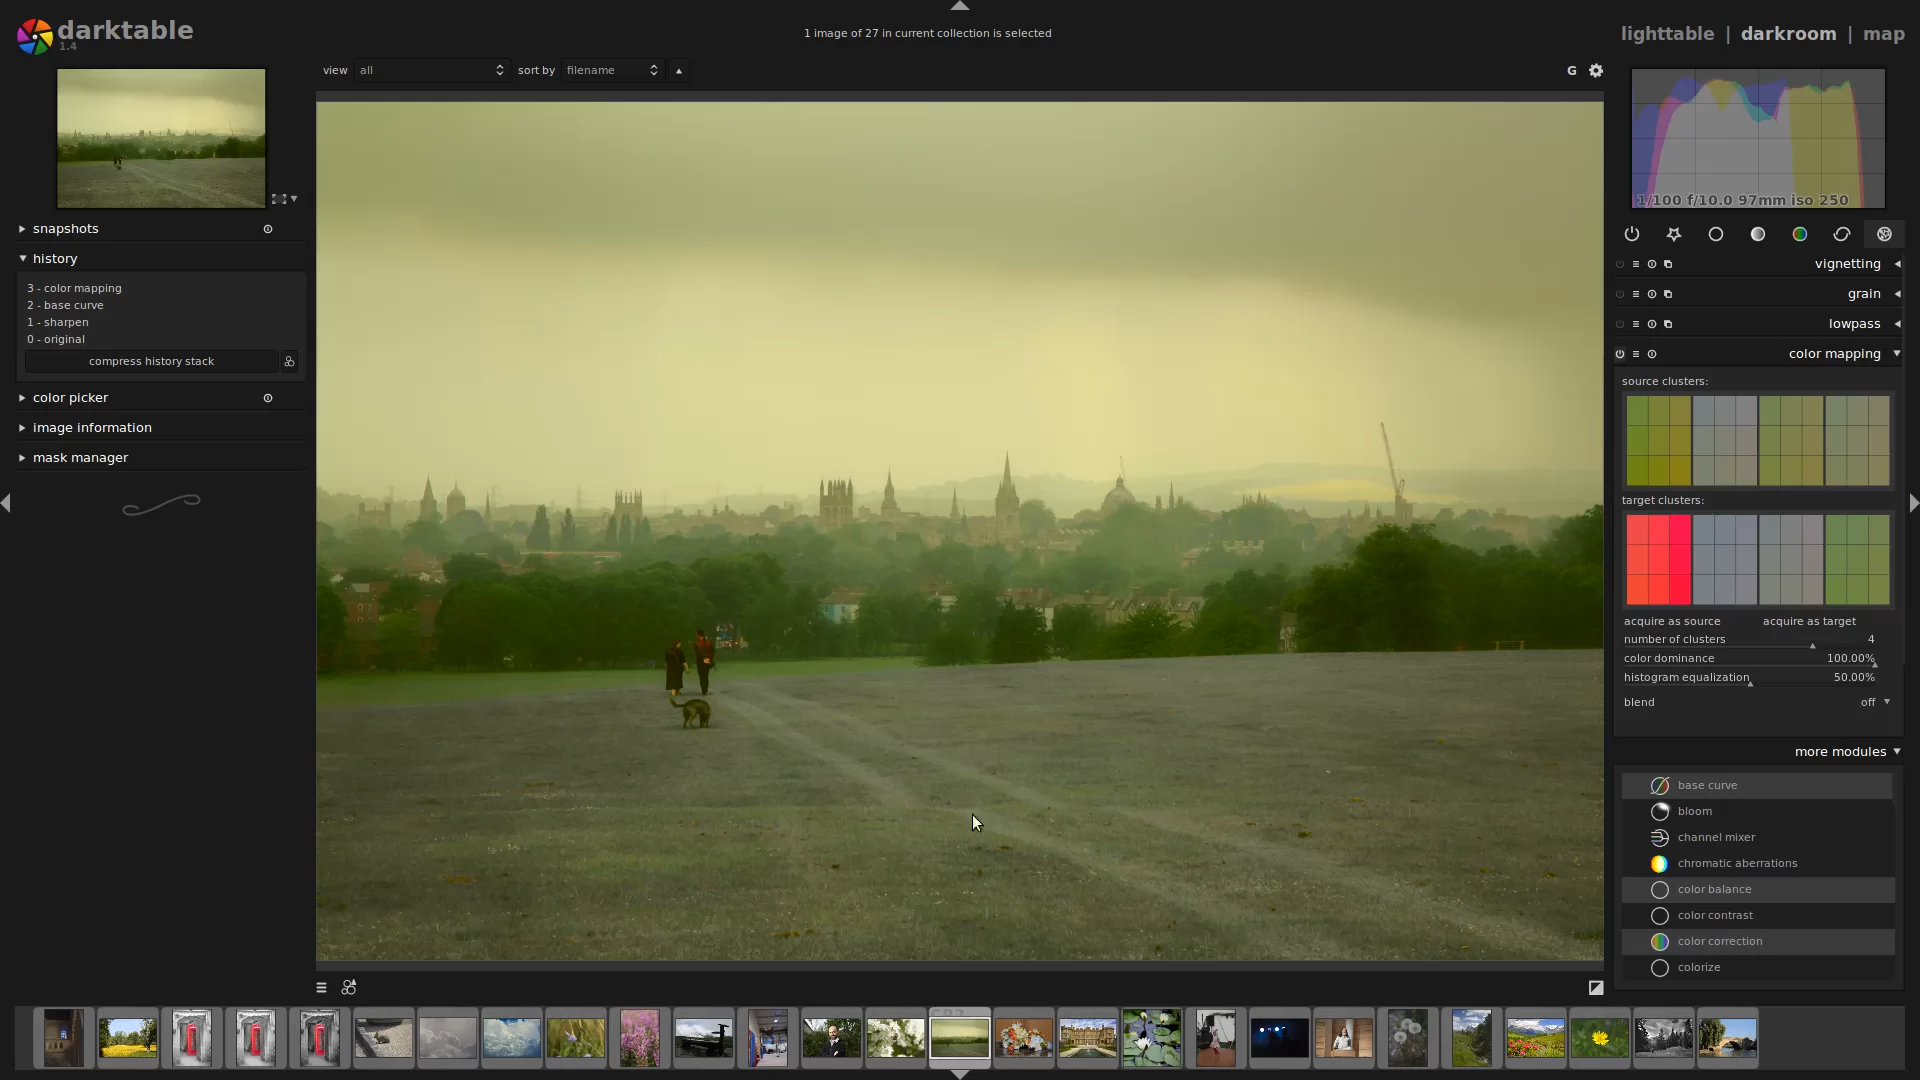 darktable
1.4
1 image of 27 in current collection is selected
lighttable | darkroom | map
view all sort by filename
G
1/100 f/10.0 97mm iso 250
snapshots
history
3 - color mapping
2 - base curve
1 - sharpen
0 - original
compress history stack
color picker
image information
mask manager
vignetting
grain
lowpass
color mapping
source clusters:
target clusters:
acquire as source acquire as target
number of clusters 4
color dominance 100.00%
histogram equalization 50.00%
blend off
more modules
base curve
bloom
channel mixer
chromatic aberrations
color balance
color contrast
color correction
colorize